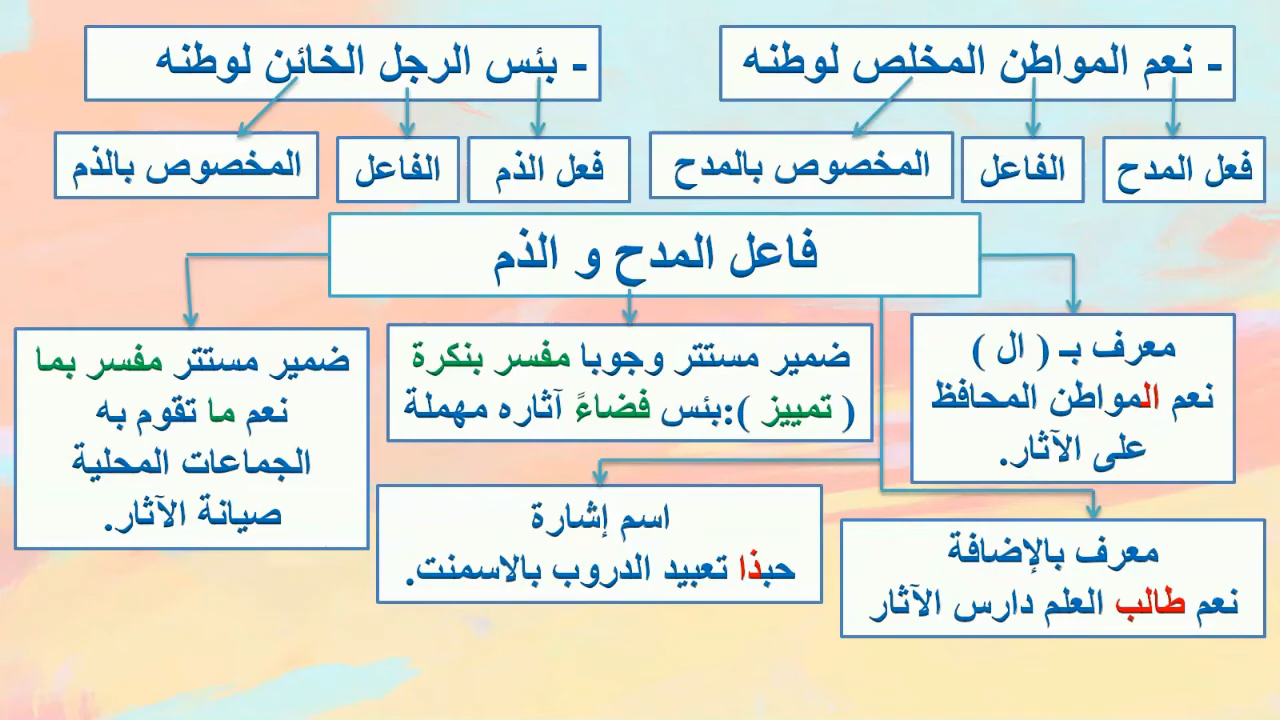 - نعم المواطن المخلص لوطنه
- بئس الرجل الخائن لوطنه
فعل المدح
الفاعل
المخصوص بالمدح
فعل الذم
الفاعل
المخصوص بالذم
فاعل المدح و الذم
معرف بـ ( ال )
نعم المواطن المحافظ
على الآثار.
ضمير مستتر وجوبا مفسر بنكرة
( تمييز ):بئس فضاءً آثاره مهملة
ضمير مستتر مفسر بما
نعم ما تقوم به
الجماعات المحلية
صيانة الآثار.
اسم إشارة
حبذا تعبيد الدروب بالاسمنت.
معرف بالإضافة
نعم طالب العلم دارس الآثار